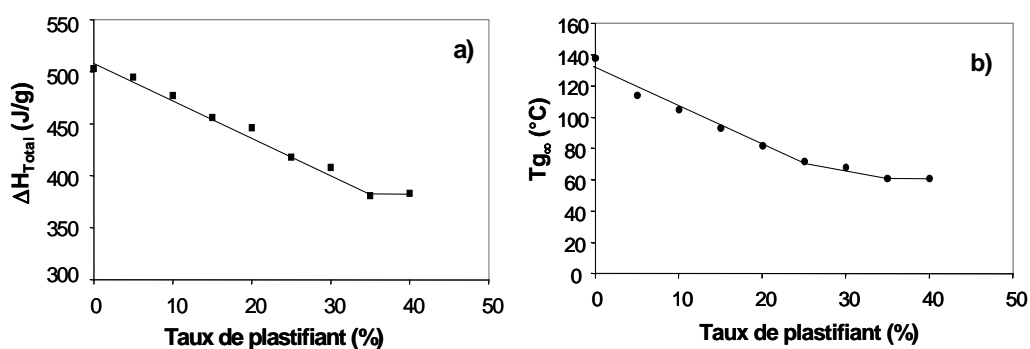 a)
ΔH_Total (J/g)
550
500
450
400
350
300
0 10 20 30 40 50
Taux de plastifiant (%)
b)
Tg∞ (°C)
160
140
120
100
80
60
40
20
0
0 10 20 30 40 50
Taux de plastifiant (%)